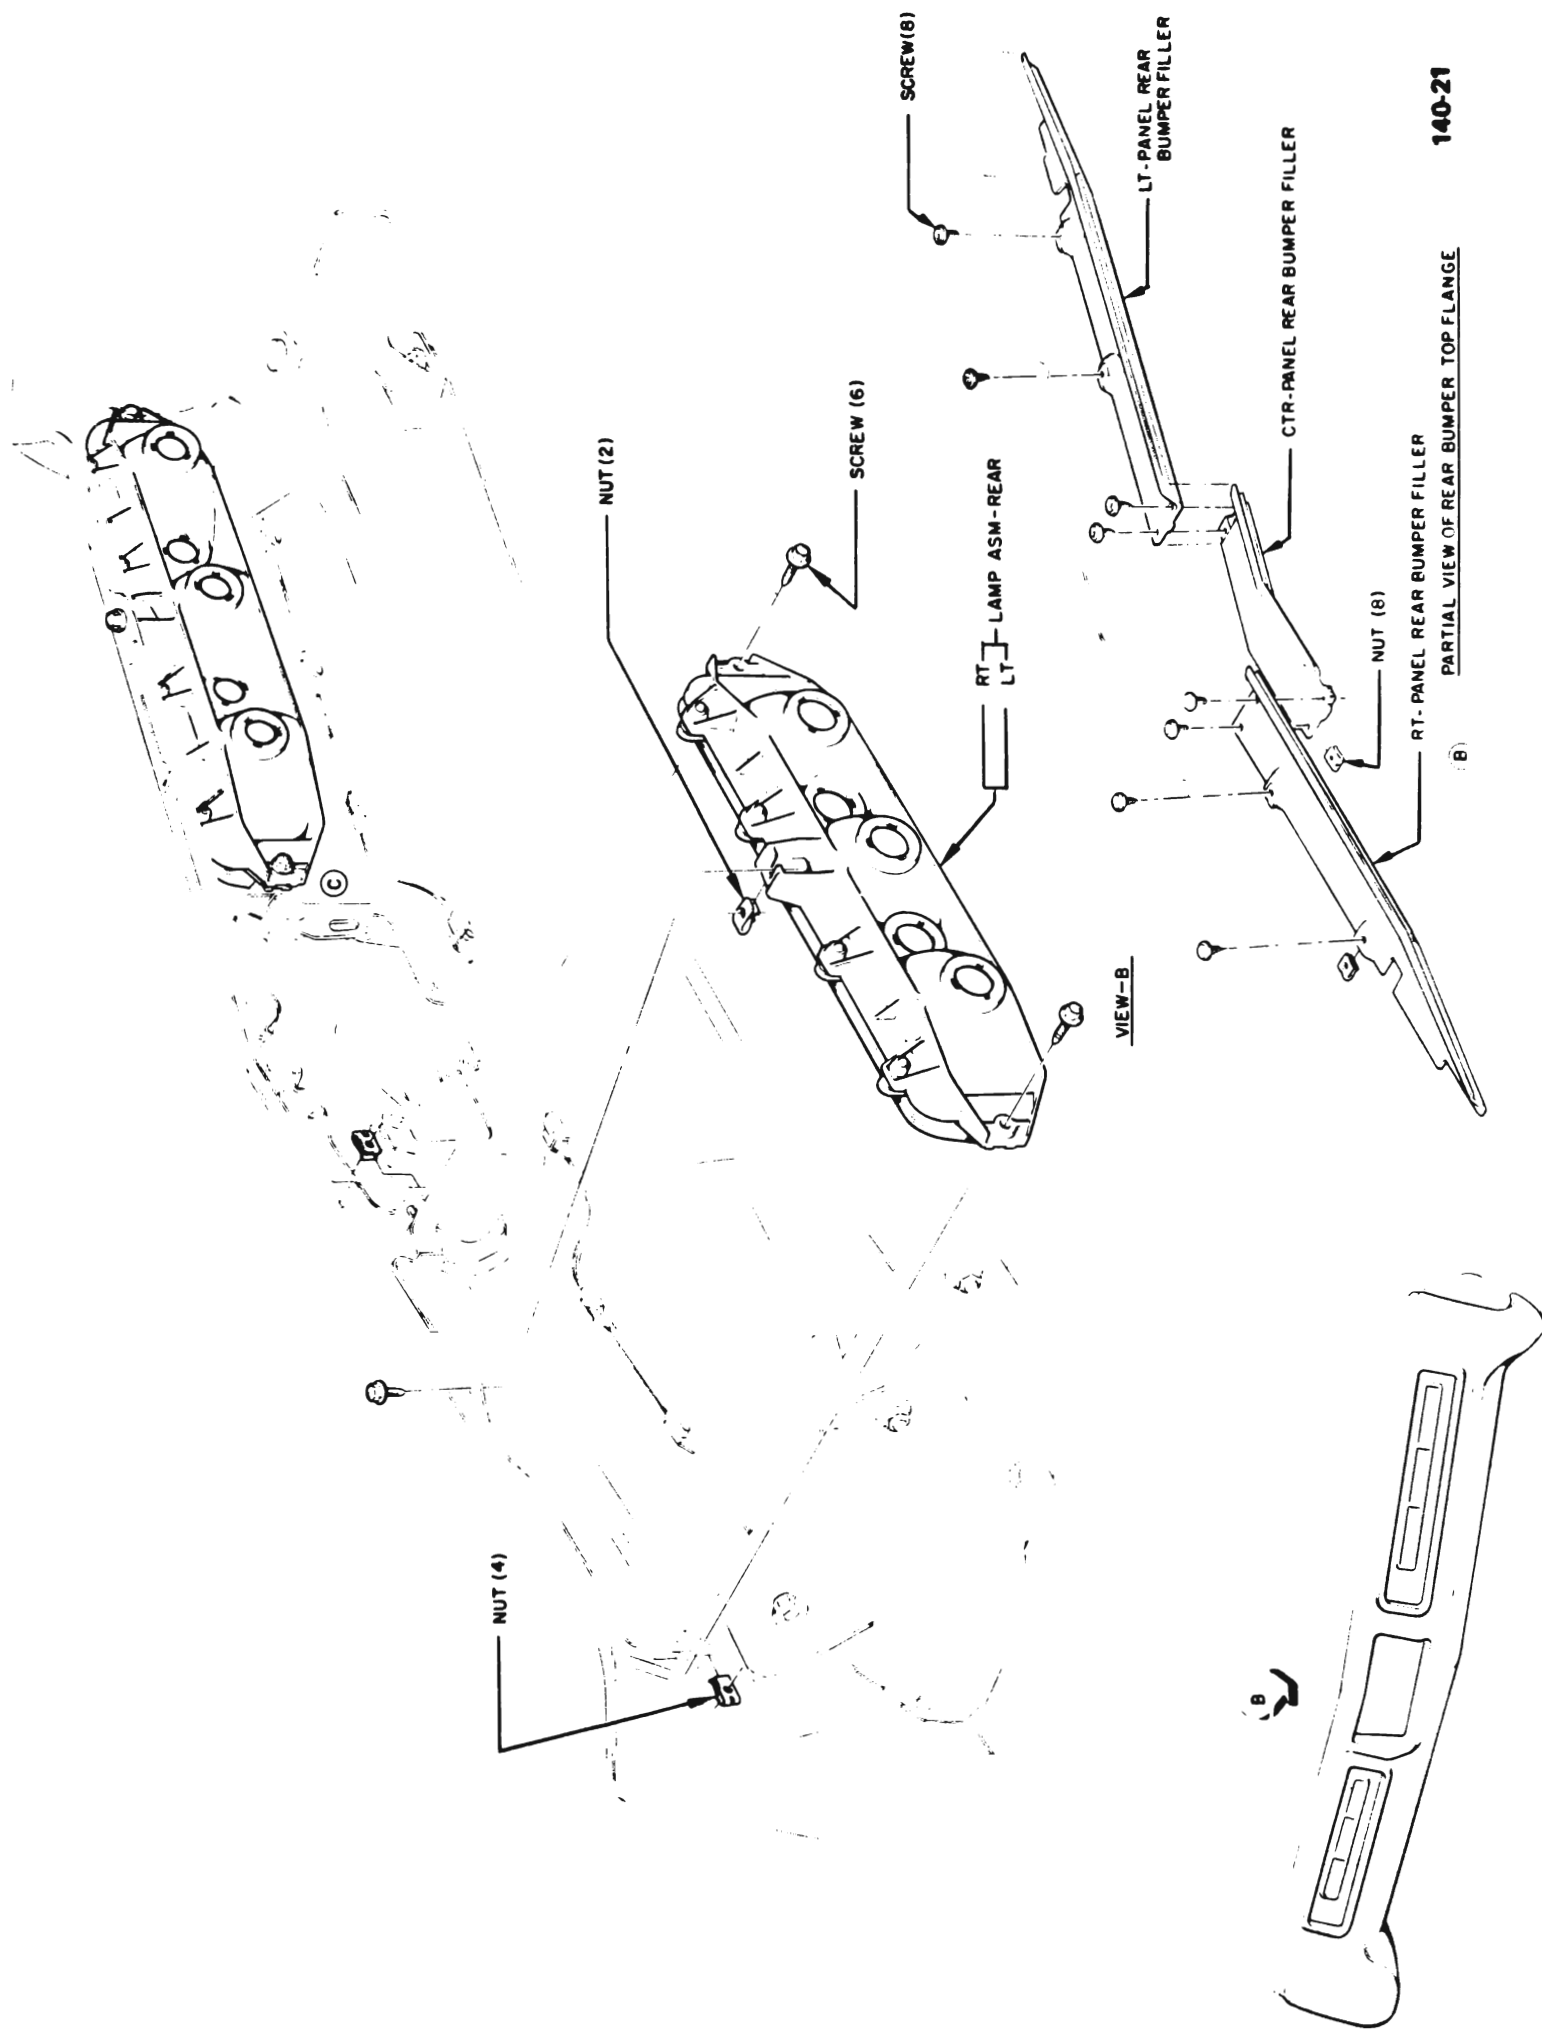 NUT (4)
NUT (2)
SCREW (6)
SCREW(8)
C
RT
LT
LAMP ASM-REAR
VIEW-B
LT-PANEL REAR
BUMPER FILLER
CTR-PANEL REAR BUMPER FILLER
NUT (8)
RT-PANEL REAR BUMPER FILLER
B
B
PARTIAL VIEW OF REAR BUMPER TOP FLANGE
140-21